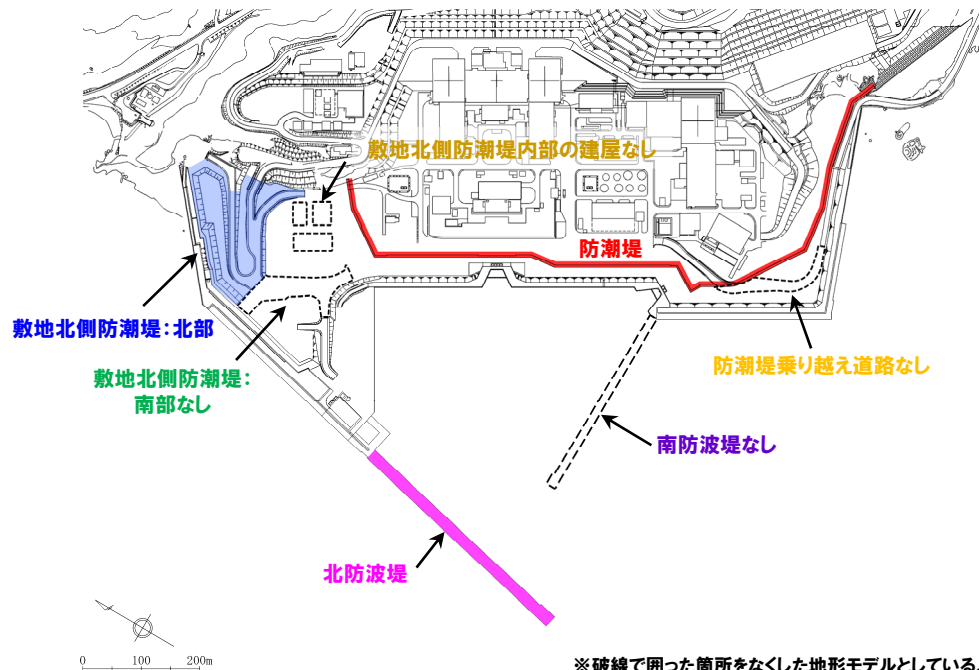 敷地北側防潮堤内部の建屋なし
防潮堤
敷地北側防潮堤：北部
敷地北側防潮堤：
南部なし
防潮堤乗り越え道路なし
南防波堤なし
北防波堤
0 100 200m
※破線で囲った箇所をなくした地形モデルとしている。